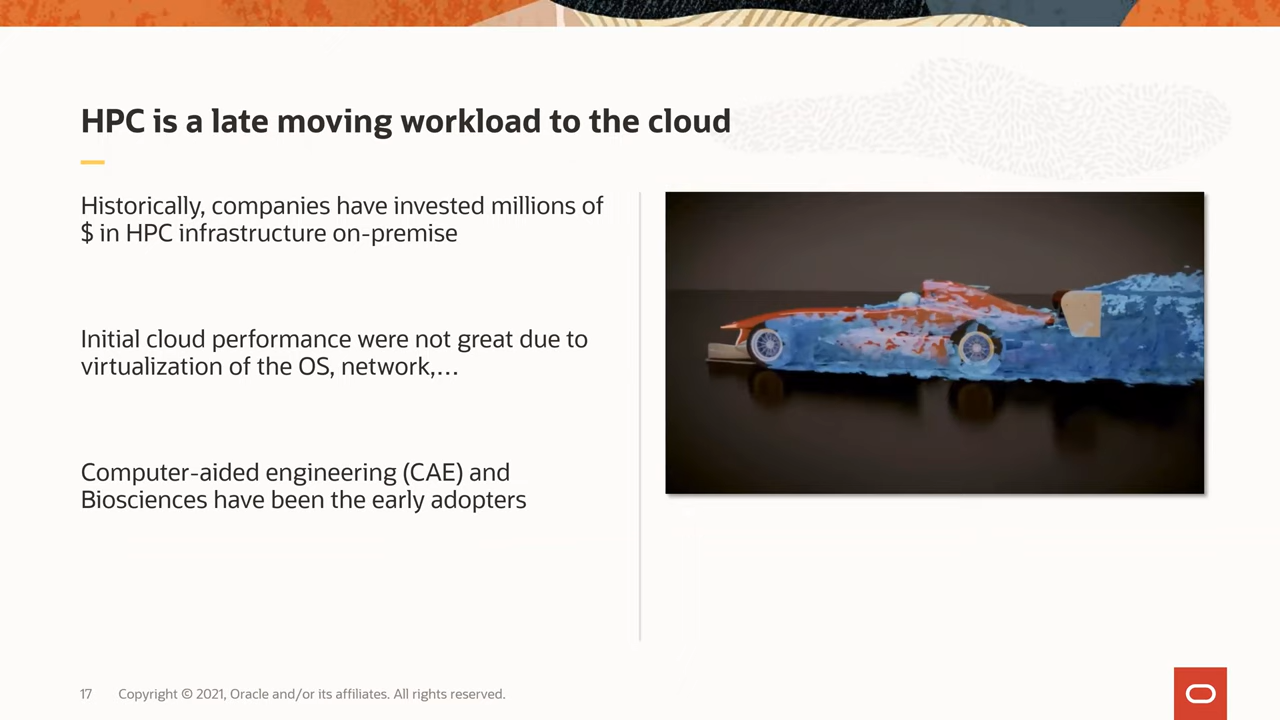 HPC is a late moving workload to the cloud
Historically, companies have invested millions of
$ in HPC infrastructure on-premise
Initial cloud performance were not great due to
virtualization of the OS, network,…
Computer-aided engineering (CAE) and
Biosciences have been the early adopters
17 Copyright © 2021, Oracle and/or its affiliates. All rights reserved.